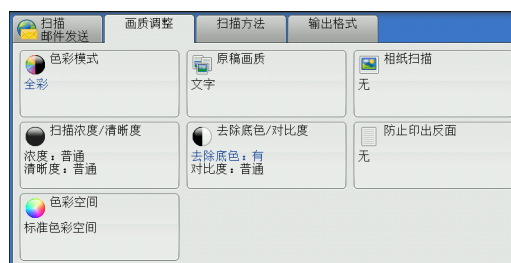 扫描
邮件发送
画质调整
扫描方法
输出格式
色彩模式
全彩
原稿画质
文字
相纸扫描
无
扫描浓度/清晰度
浓度：普通
清晰度：普通
去除底色/对比度
去除底色：有
对比度：普通
防止印出反面
无
色彩空间
标准色彩空间